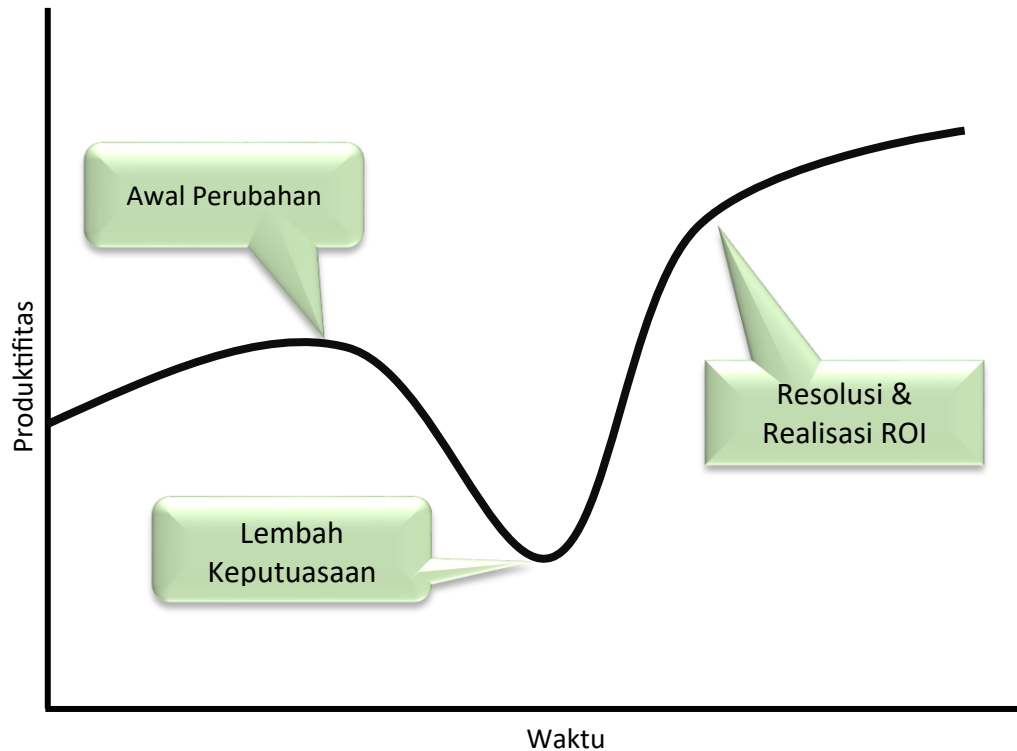 Awal Perubahan
Produktifitas
Resolusi &
Realisasi ROI
Lembah
Keputuasaan
Waktu